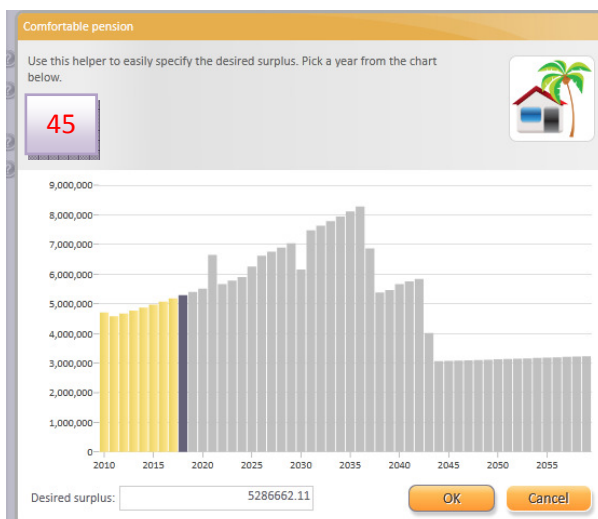 Comfortable pension
Use this helper to easily specify the desired surplus. Pick a year from the chart
below.
45
9,000,000
8,000,000
7,000,000
6,000,000
5,000,000
4,000,000
3,000,000
2,000,000
1,000,000
0
2010 2015 2020 2025 2030 2035 2040 2045 2050 2055
Desired surplus: 5286662.11 OK Cancel